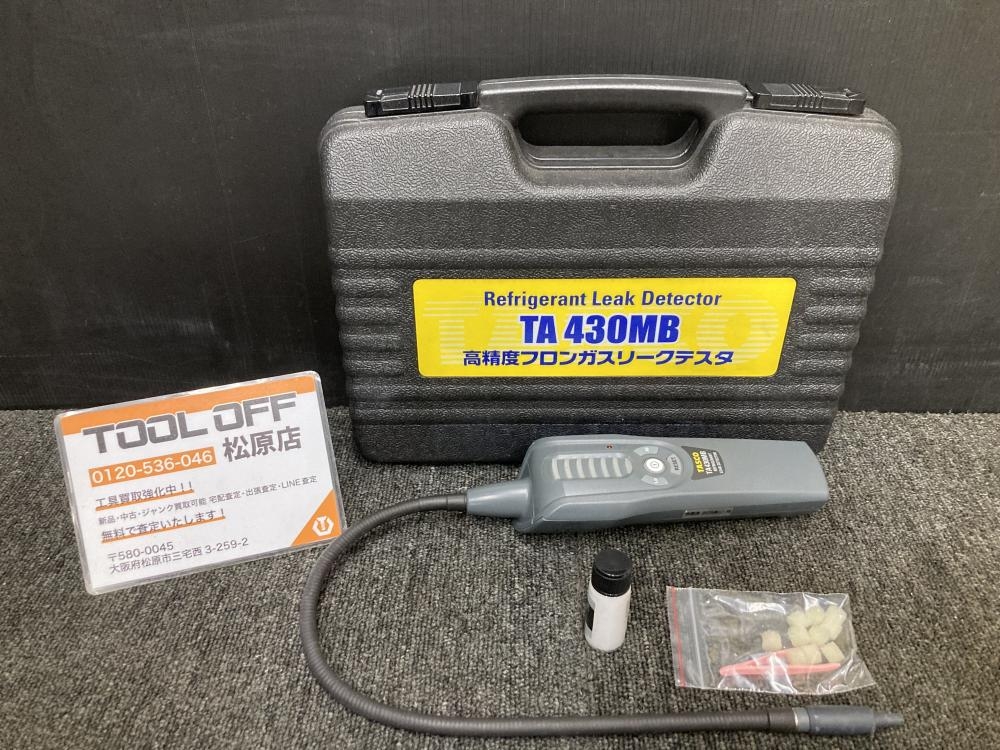 Refrigerant Leak Detector
TA 430MB
高精度フロンガスリークテスタ
TOOL OFF
0120-536-046 松原店
工具買取強化中！！
新品・中古・ジャンク買取可能 宅配査定・出張査定・LINE査定
無料で査定いたします！
〒580-0045
大阪府松原市三宅西 3-259-2
TASCO
TA430MB
RESET